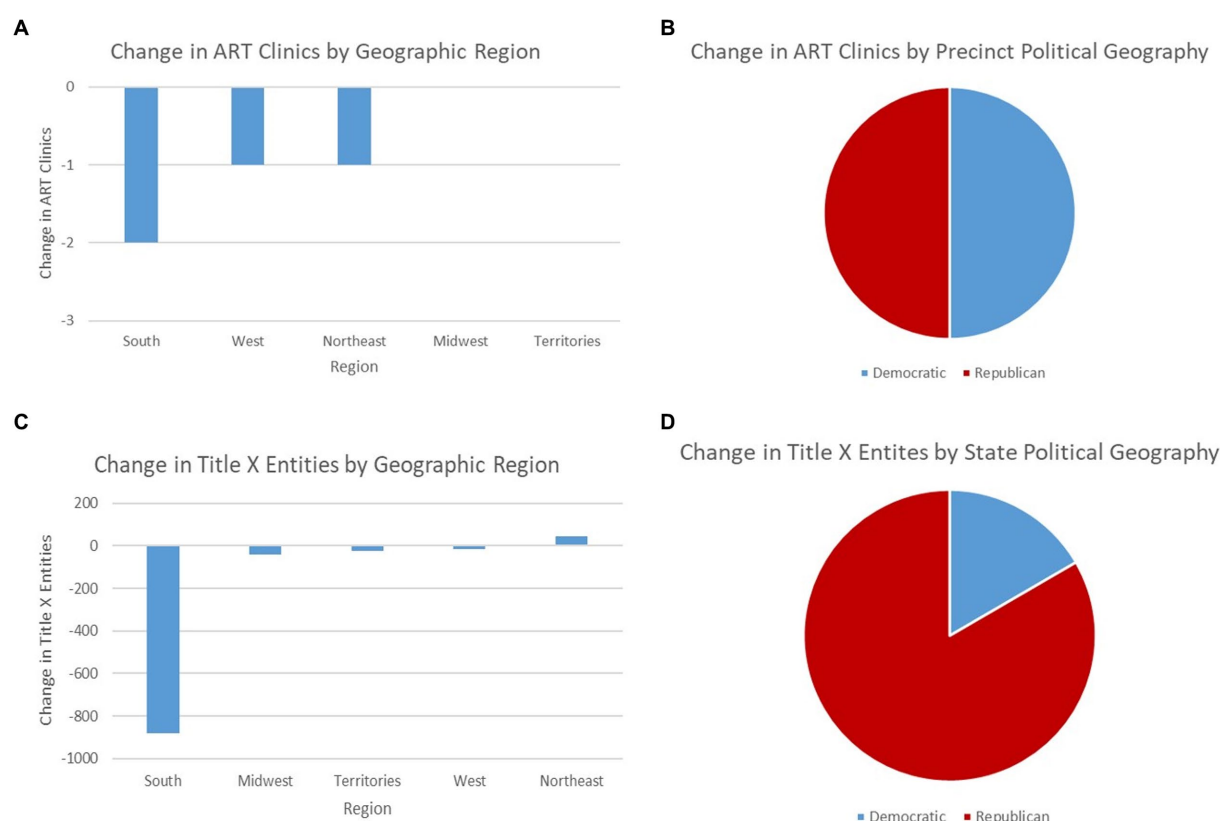 A
Change in ART Clinics by Geographic Region
Change in ART Clinics
0
-1
-2
-3
South West Northeast Midwest Territories
Region
B
Change in ART Clinics by Precinct Political Geography
Democratic Republican
C
Change in Title X Entities by Geographic Region
Change in Title X Entities
200
0
-200
-400
-600
-800
-1000
South Midwest Territories West Northeast
Region
D
Change in Title X Entites by State Political Geography
Democratic Republican